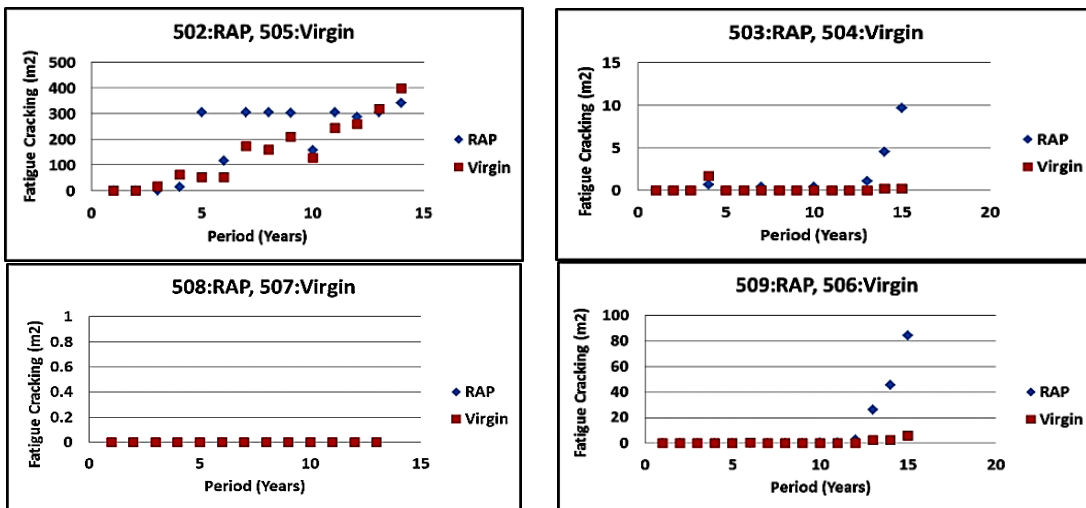 502:RAP, 505:Virgin
Fatigue Cracking (m2)
500
400
300
200
100
0
0 5 10 15
Period (Years)
RAP
Virgin
503:RAP, 504:Virgin
Fatigue Cracking (m2)
15
10
5
0
0 5 10 15 20
Period (Years)
RAP
Virgin
508:RAP, 507:Virgin
Fatigue Cracking (m2)
1
0.8
0.6
0.4
0.2
0
0 5 10 15
Period (Years)
RAP
Virgin
509:RAP, 506:Virgin
Fatigue Cracking (m2)
100
80
60
40
20
0
0 5 10 15 20
Period (Years)
RAP
Virgin